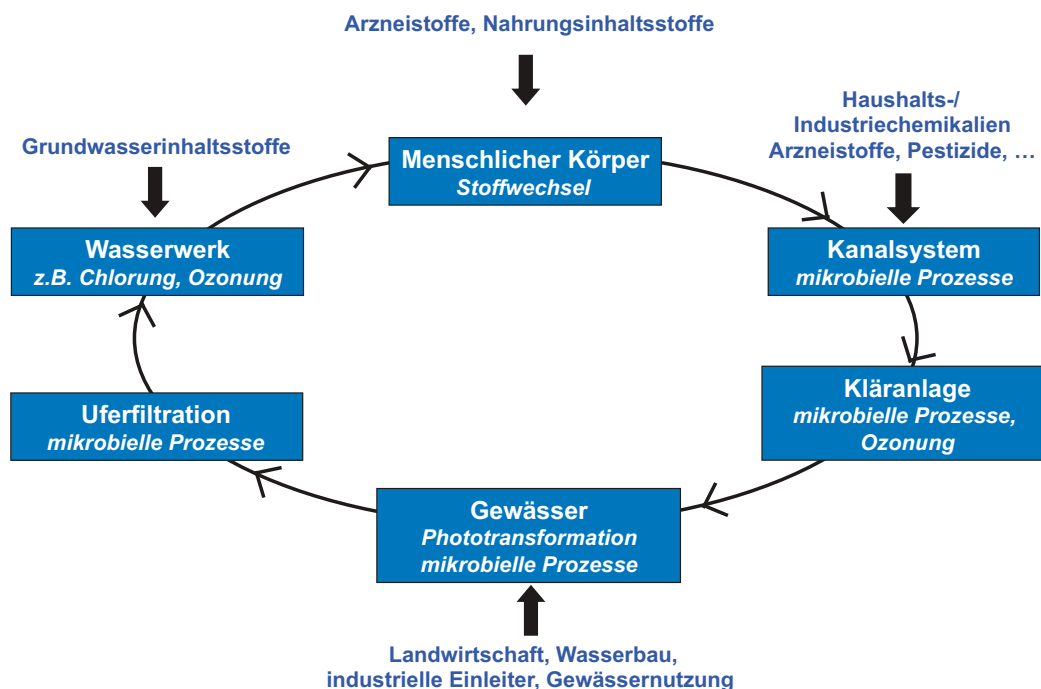 Arzneistoffe, Nahrungsinhaltsstoffe
Haushalts-/
Industriechemikalien
Arzneistoffe, Pestizide, …
Grundwasserinhaltsstoffe
Menschlicher Körper
Stoffwechsel
Wasserwerk
z.B. Chlorung, Ozonung
Kanalsystem
mikrobielle Prozesse
Uferfiltration
mikrobielle Prozesse
Kläranlage
mikrobielle Prozesse,
Ozonung
Gewässer
Phototransformation
mikrobielle Prozesse
Landwirtschaft, Wasserbau,
industrielle Einleiter, Gewässernutzung